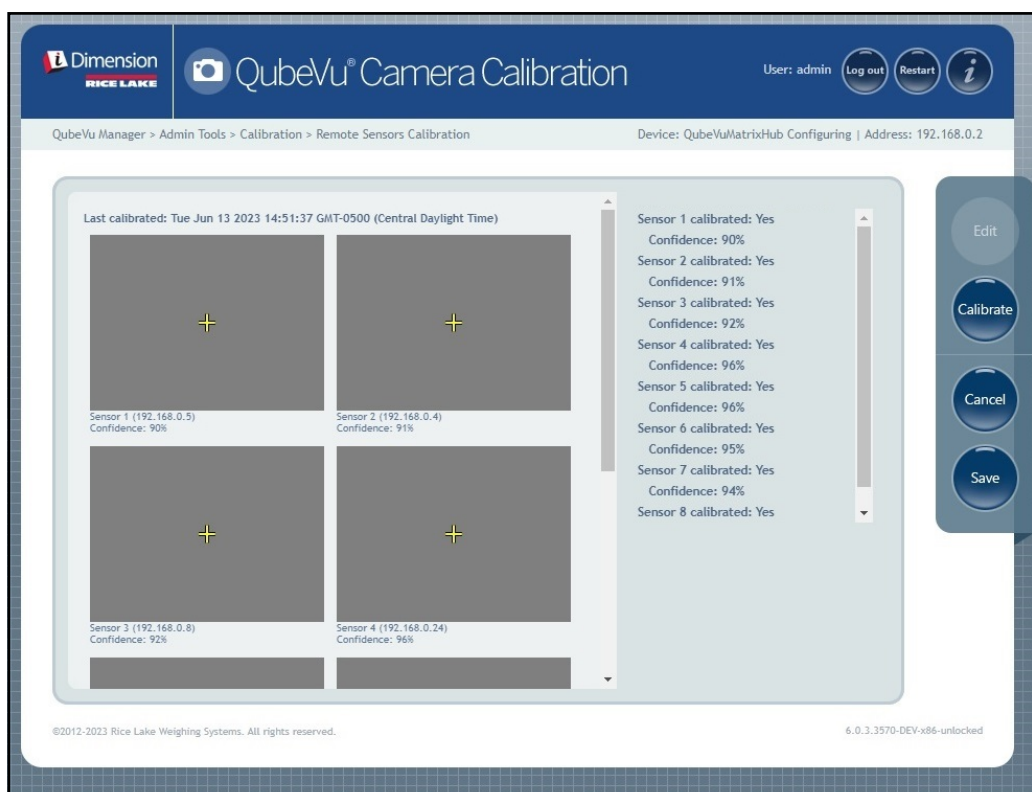 iDimension
RICE LAKE
QubeVu® Camera Calibration
User: admin
Log out
Restart
i
QubeVu Manager > Admin Tools > Calibration > Remote Sensors Calibration
Device: QubeVuMatrixHub Configuring | Address: 192.168.0.2
Last calibrated: Tue Jun 13 2023 14:51:37 GMT-0500 (Central Daylight Time)
Sensor 1 (192.168.0.5)
Confidence: 90%
Sensor 2 (192.168.0.4)
Confidence: 91%
Sensor 3 (192.168.0.8)
Confidence: 92%
Sensor 4 (192.168.0.24)
Confidence: 96%
Sensor 1 calibrated: Yes
Confidence: 90%
Sensor 2 calibrated: Yes
Confidence: 91%
Sensor 3 calibrated: Yes
Confidence: 92%
Sensor 4 calibrated: Yes
Confidence: 96%
Sensor 5 calibrated: Yes
Confidence: 96%
Sensor 6 calibrated: Yes
Confidence: 95%
Sensor 7 calibrated: Yes
Confidence: 94%
Sensor 8 calibrated: Yes
Edit
Calibrate
Cancel
Save
©2012-2023 Rice Lake Weighing Systems. All rights reserved.
6.0.3.3570-DEV-x86-unlocked